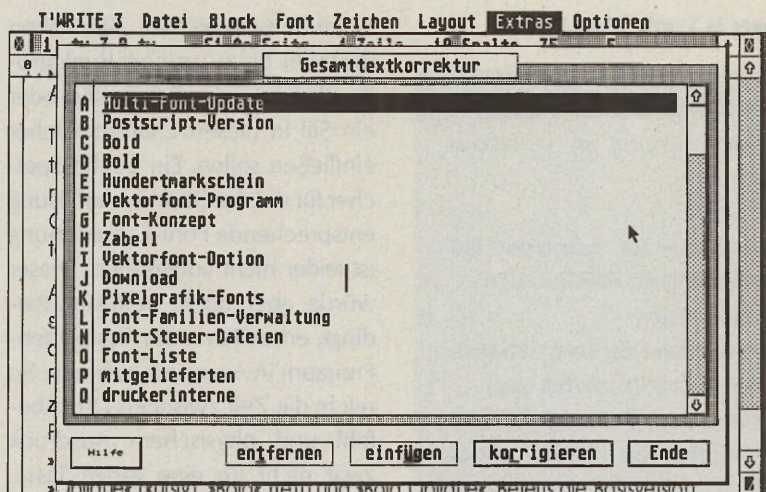 T'WRITE 3 Datei Block Font Zeichen Layout Extras Optionen
Gesamttextkorrektur
A Multi-Font-Update
B Postscript-Version
C Bold
D Bold
E Hundertmarkschein
F Vektorfont-Programm
G Font-Konzept
H Zabell
I Vektorfont-Option
J Download
K Pixelgrafik-Fonts
L Font-Familien-Verwaltung
N Font-Steuer-Dateien
O Font-Liste
P mitgelieferten
Q druckerinterne
Hilfe entfernen einfügen korrigieren Ende